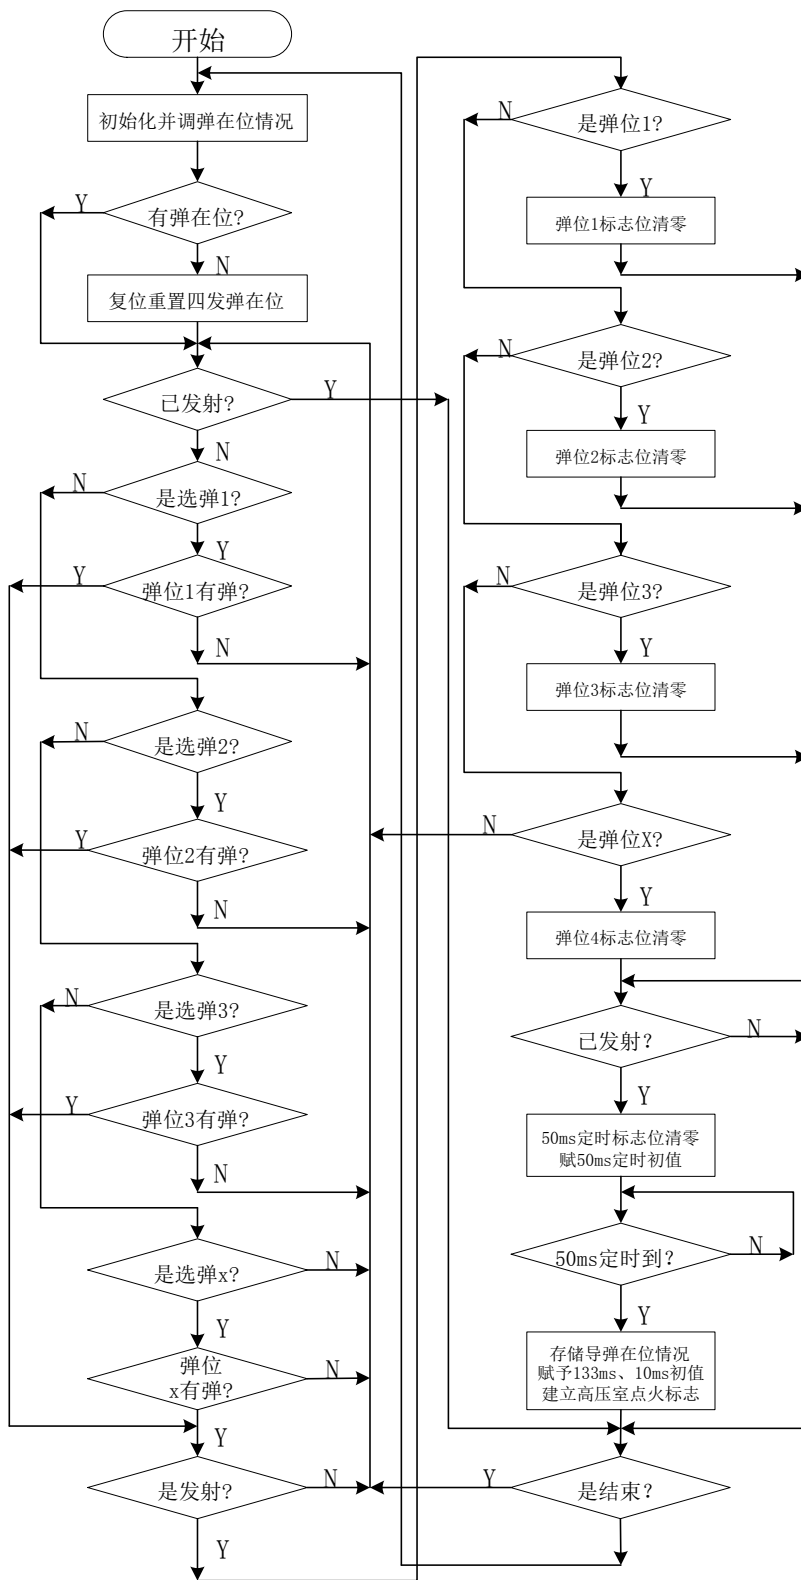 开始
初始化并调弹在位情况
Y
有弹在位?
N
复位重置四发弹在位
已发射?
Y
N
N
是选弹1?
Y
Y
弹位1有弹?
N
N
是选弹2?
Y
Y
弹位2有弹?
N
N
是选弹3?
Y
Y
弹位3有弹?
N
是选弹x?
N
Y
弹位
x有弹?
N
Y
是发射?
N
Y
N
是弹位1?
Y
弹位1标志位清零
N
是弹位2?
Y
弹位2标志位清零
N
是弹位3?
Y
弹位3标志位清零
N
是弹位X?
Y
弹位4标志位清零
已发射？
N
Y
50ms定时标志位清零
赋50ms定时初值
50ms定时到？
N
Y
存储导弹在位情况
赋予133ms、10ms初值
建立高压室点火标志
Y
是结束？